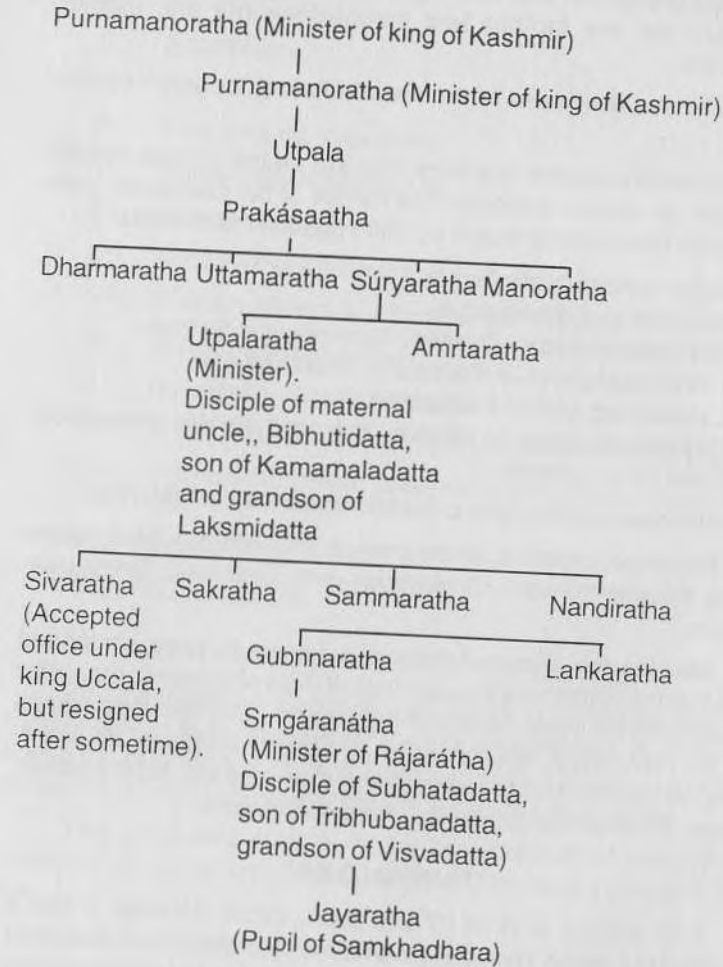 Purnamanoratha (Minister of king of Kashmir)
Purnamanoratha (Minister of king of Kashmir)
Utpala
Prakásaatha
Dharmaratha Uttamaratha Súryaratha Manoratha
Utpalaratha Amrtaratha
(Minister).
Disciple of maternal
uncle,, Bibhutidatta,
son of Kamamaladatta
and grandson of
Laksmidatta
Sivaratha Sakratha Sammaratha Nandiratha
(Accepted
office under
king Uccala,
but resigned
after sometime).
Gubnnaratha Lankaratha
Srngáranátha
(Minister of Rájarátha)
Disciple of Subhatadatta,
son of Tribhubanadatta,
grandson of Visvadatta)
Jayaratha
(Pupil of Samkhadhara)